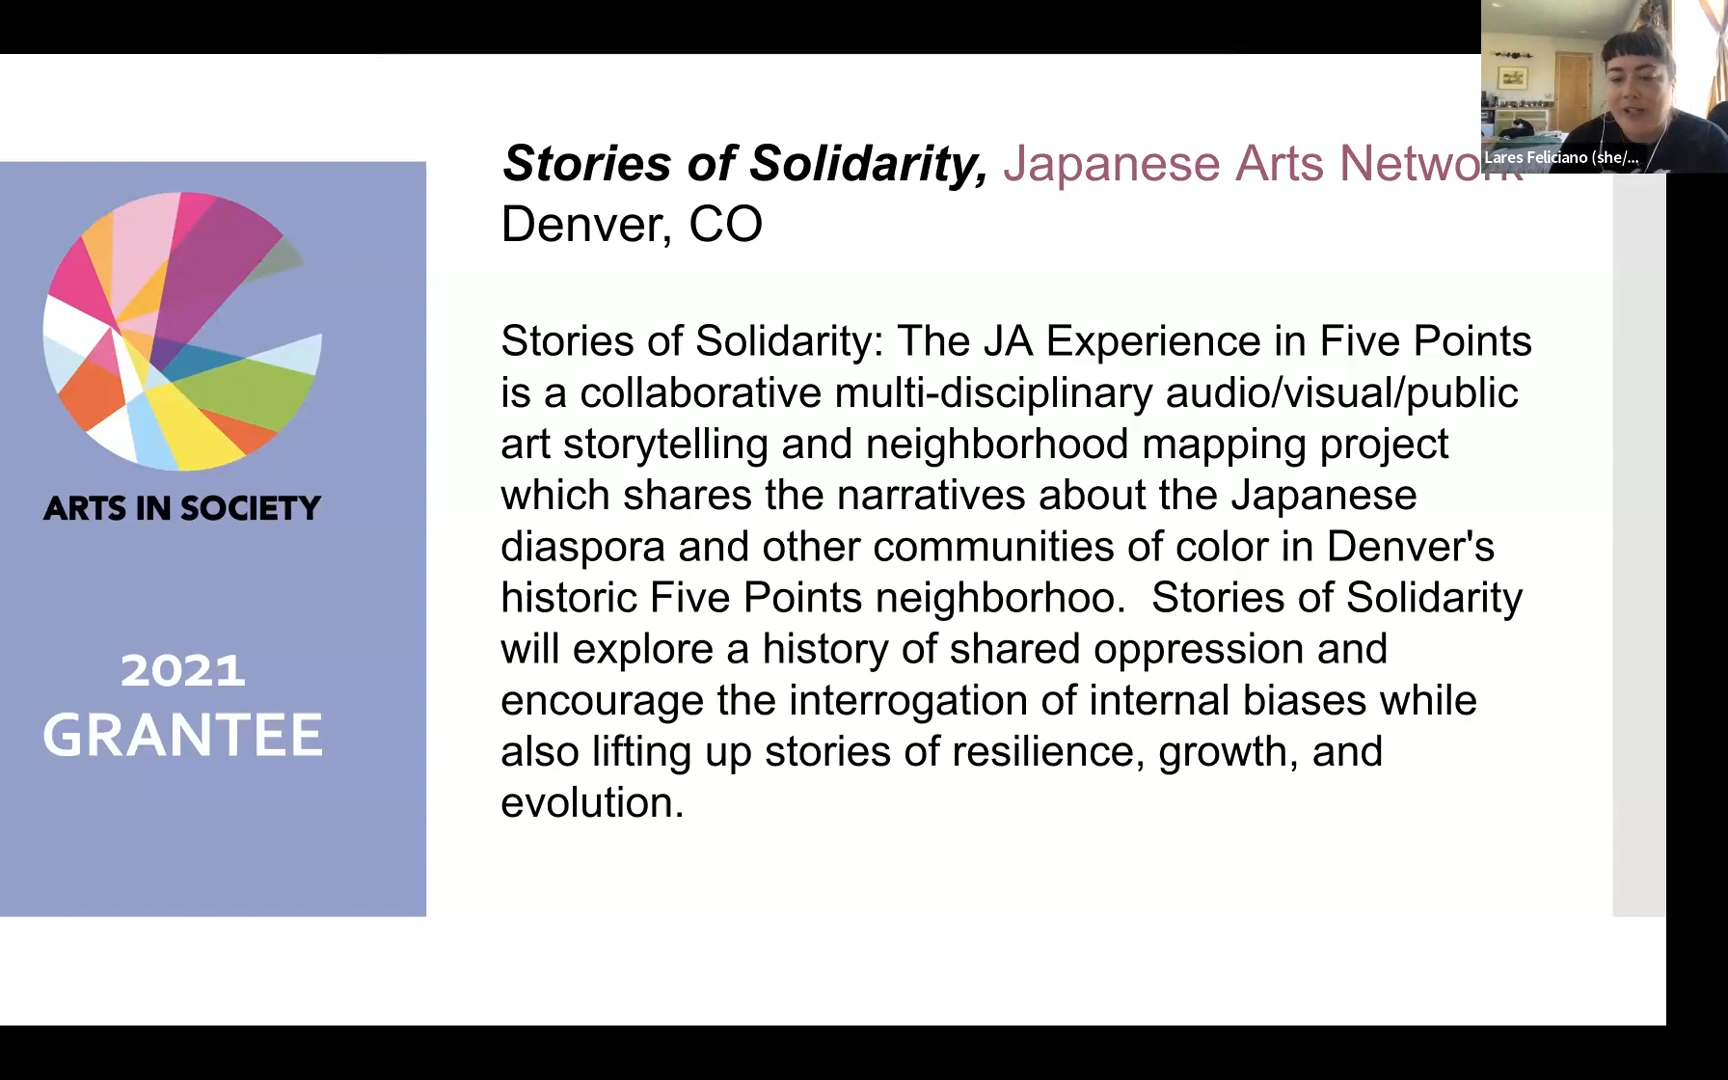 Stories of Solidarity, Japanese Arts Network
Denver, CO
Lares Feliciano (she/...
ARTS IN SOCIETY
2021
GRANTEE
Stories of Solidarity: The JA Experience in Five Points
is a collaborative multi-disciplinary audio/visual/public
art storytelling and neighborhood mapping project
which shares the narratives about the Japanese
diaspora and other communities of color in Denver's
historic Five Points neighborhoo.  Stories of Solidarity
will explore a history of shared oppression and
encourage the interrogation of internal biases while
also lifting up stories of resilience, growth, and
evolution.